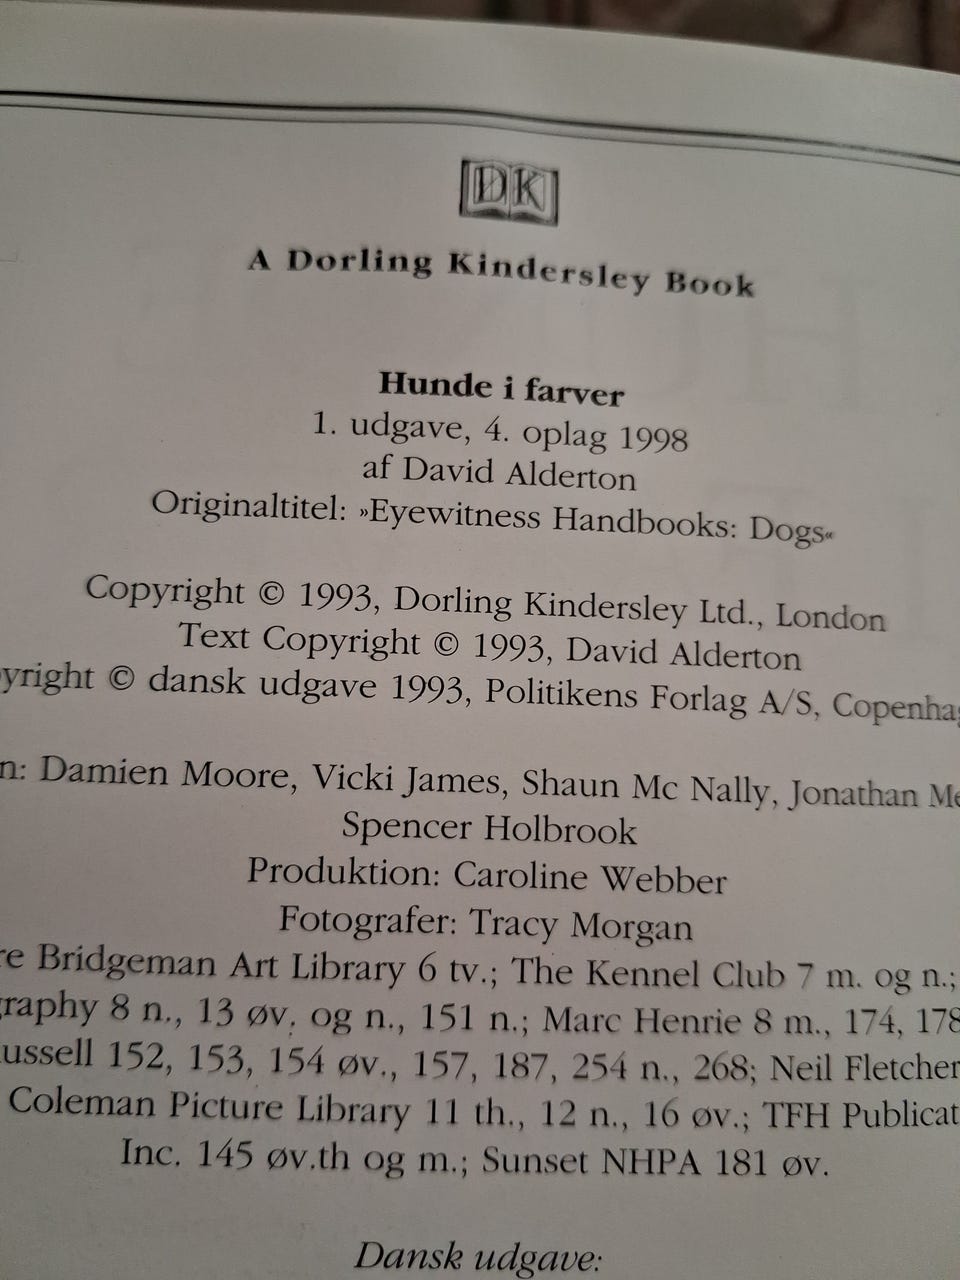 DK
A Dorling Kindersley Book
Hunde i farver
1. udgave, 4. oplag 1998
af David Alderton
Originaltitel: »Eyewitness Handbooks: Dogs«
Copyright © 1993, Dorling Kindersley Ltd., London
Text Copyright © 1993, David Alderton
yright © dansk udgave 1993, Politikens Forlag A/S, Copenha
n: Damien Moore, Vicki James, Shaun Mc Nally, Jonathan Me
Spencer Holbrook
Produktion: Caroline Webber
Fotografer: Tracy Morgan
re Bridgeman Art Library 6 tv.; The Kennel Club 7 m. og n.;
graphy 8 n., 13 øv. og n., 151 n.; Marc Henrie 8 m., 174, 178
ussell 152, 153, 154 øv., 157, 187, 254 n., 268; Neil Fletcher
Coleman Picture Library 11 th., 12 n., 16 øv.; TFH Publicat
Inc. 145 øv.th og m.; Sunset NHPA 181 øv.
Dansk udgave: